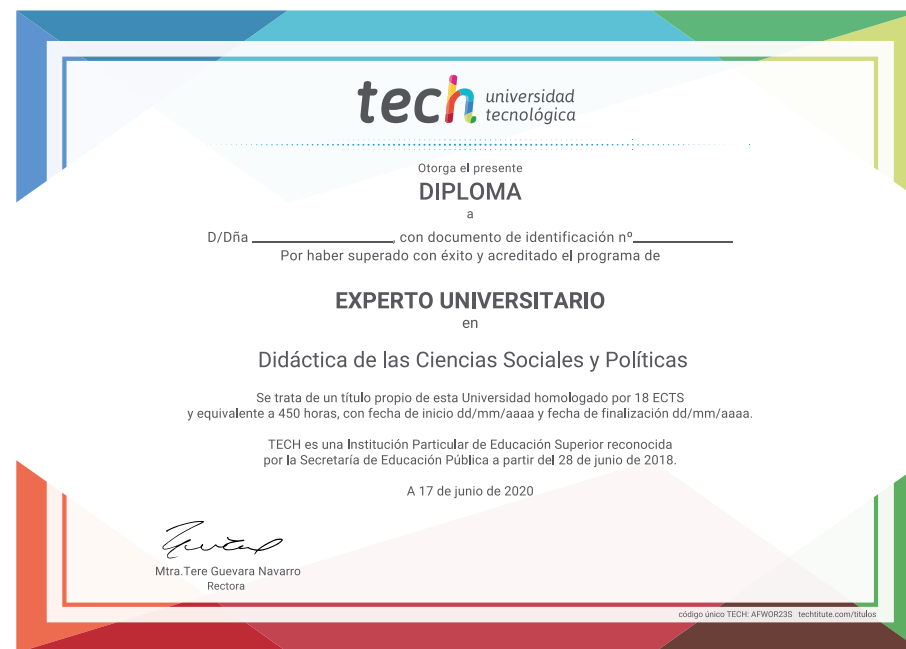 tech universidad
tecnológica
Otorga el presente
DIPLOMA
a
D/Dña ____________________, con documento de identificación nº______________
Por haber superado con éxito y acreditado el programa de
EXPERTO UNIVERSITARIO
en
Didáctica de las Ciencias Sociales y Políticas
Se trata de un título propio de esta Universidad homologado por 18 ECTS
y equivalente a 450 horas, con fecha de inicio dd/mm/aaaa y fecha de finalización dd/mm/aaaa.
TECH es una Institución Particular de Educación Superior reconocida
por la Secretaría de Educación Pública a partir del 28 de junio de 2018.
A 17 de junio de 2020
Mtra.Tere Guevara Navarro
Rectora
código único TECH: AFWOR23S techtitute.com/titulos